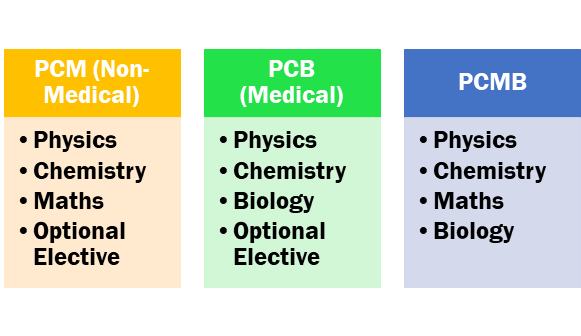 PCM (Non-
Medical)
• Physics
• Chemistry
• Maths
• Optional
Elective
PCB
(Medical)
• Physics
• Chemistry
• Biology
• Optional
Elective
PCMB
• Physics
• Chemistry
• Maths
• Biology